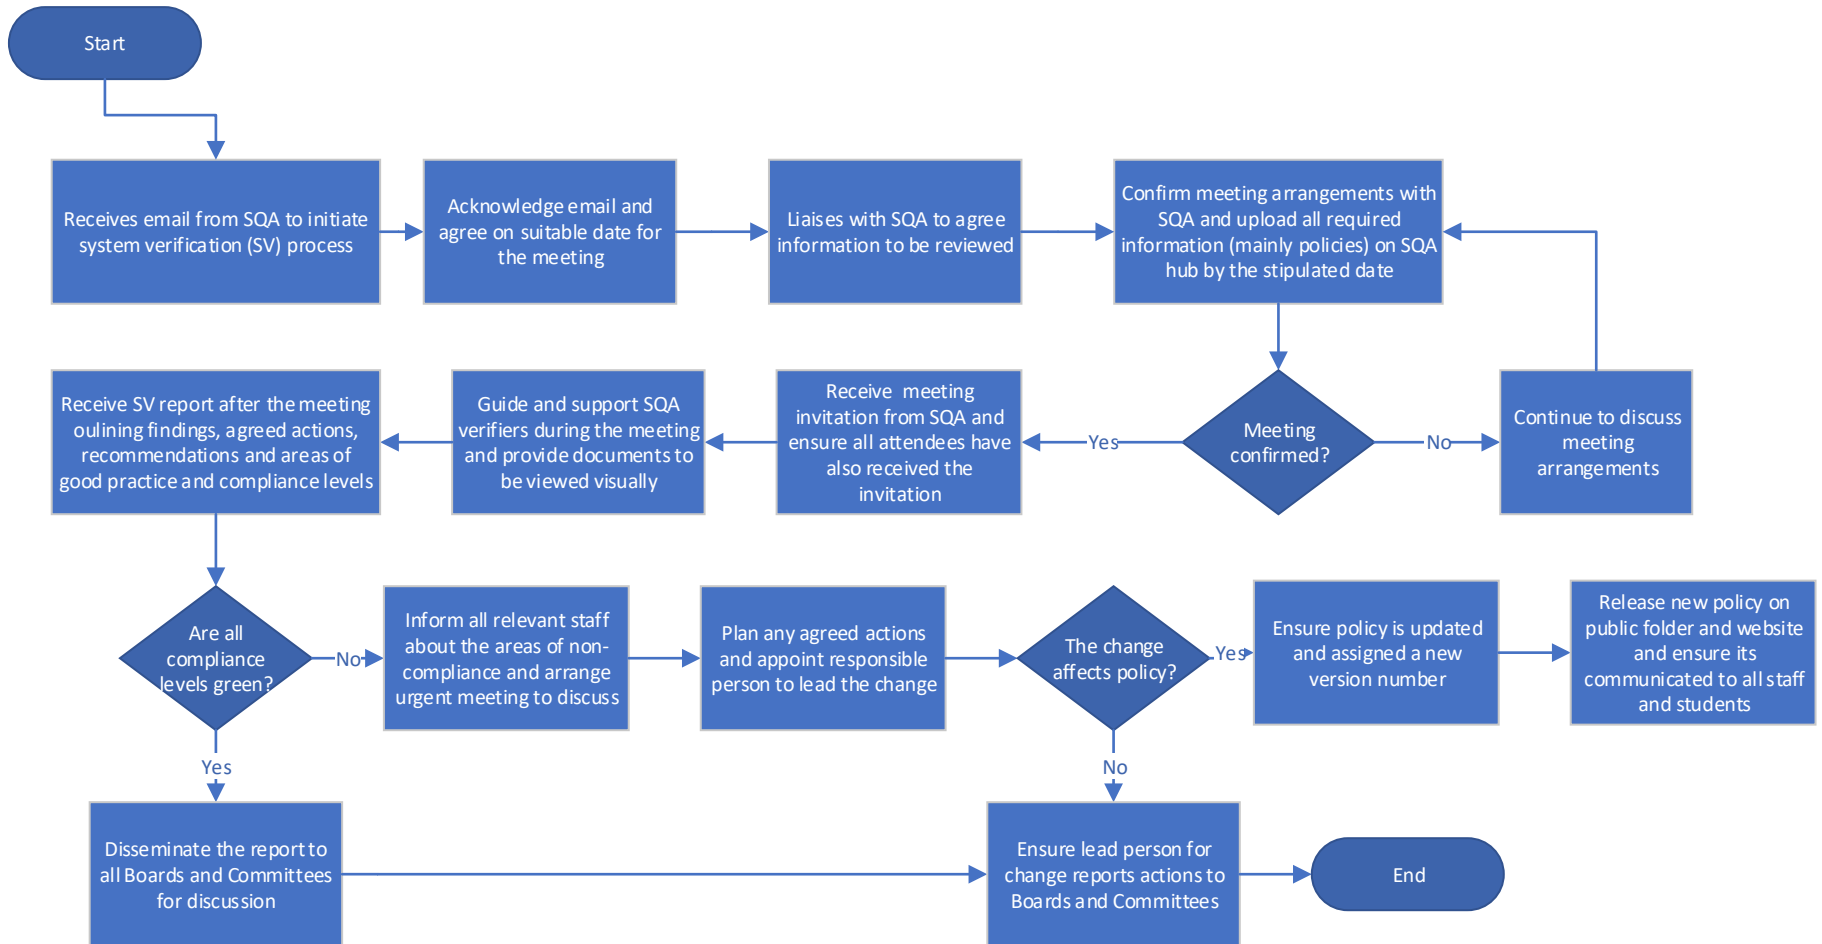 Start
Receives email from SQA to initiate
system verification (SV) process
Acknowledge email and
agree on suitable date for
the meeting
Liaises with SQA to agree
information to be reviewed
Confirm meeting arrangements with
SQA and upload all required
information (mainly policies) on SQA
hub by the stipulated date
Receive SV report after the meeting
oulining findings, agreed actions,
recommendations and areas of
good practice and compliance levels
Guide and support SQA
verifiers during the meeting
and provide documents to
be viewed visually
Receive meeting
invitation from SQA and
ensure all attendees have
also received the
invitation
Yes
Meeting
confirmed?
No
Continue to discuss
meeting
arrangements
Are all
compliance
levels green?
No
Inform all relevant staff
about the areas of non-
compliance and arrange
urgent meeting to discuss
Plan any agreed actions
and appoint responsible
person to lead the change
The change
affects policy?
Yes
Ensure policy is updated
and assigned a new
version number
Release new policy on
public folder and website
and ensure its
communicated to all staff
and students
Yes
No
Disseminate the report to
all Boards and Committees
for discussion
Ensure lead person for
change reports actions to
Boards and Committees
End